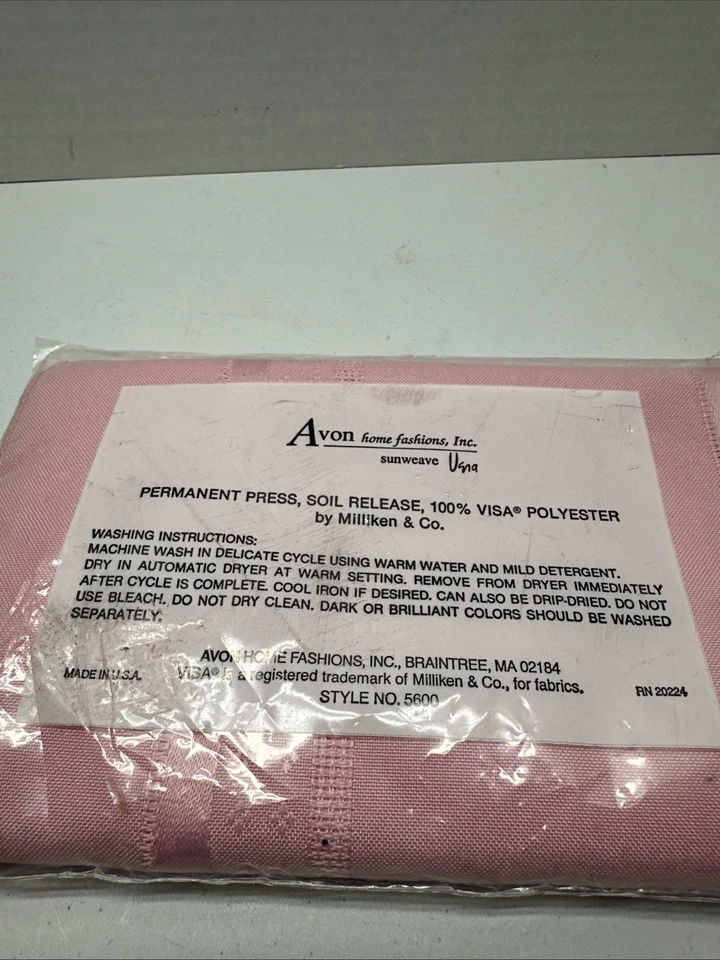 Avon home fashions, Inc.
sunweave
PERMANENT PRESS, SOIL RELEASE, 100% VISA® POLYESTER
by Milliken & Co.
WASHING INSTRUCTIONS:
MACHINE WASH IN DELICATE CYCLE USING WARM WATER AND MILD DETERGENT.
DRY IN AUTOMATIC DRYER AT WARM SETTING. REMOVE FROM DRYER IMMEDIATELY
AFTER CYCLE IS COMPLETE. COOL IRON IF DESIRED. CAN ALSO BE DRIP-DRIED. DO NOT
USE BLEACH. DO NOT DRY CLEAN. DARK OR BRILLIANT COLORS SHOULD BE WASHED
SEPARATELY.
AVON HOME FASHIONS, INC., BRAINTREE, MA 02184
MADE IN U.S.A. VISA® is a registered trademark of Milliken & Co., for fabrics. RN 20224
STYLE NO. 5600